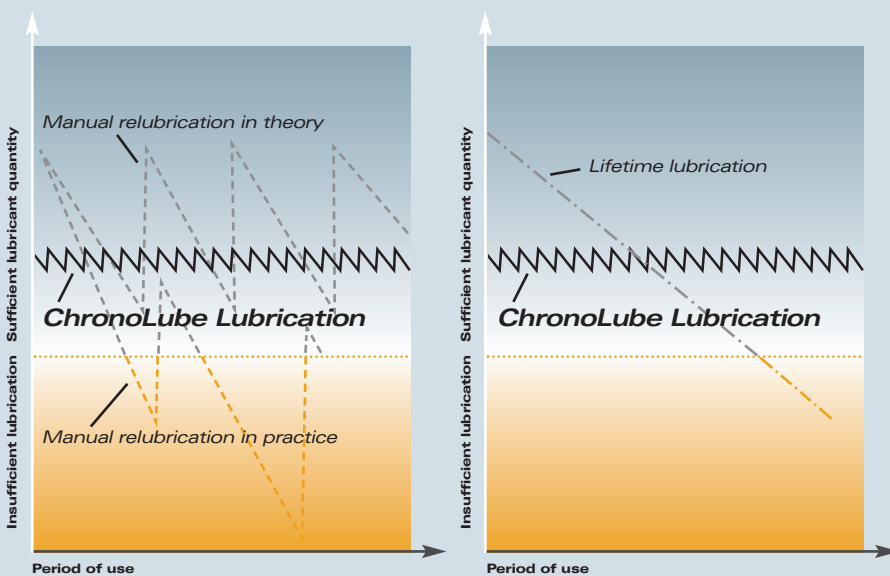 Sufficient lubricant quantity
Insufficient lubrication
Manual relubrication in theory
ChronoLube Lubrication
Manual relubrication in practice
Period of use
Sufficient lubricant quantity
Insufficient lubrication
Lifetime lubrication
ChronoLube Lubrication
Period of use